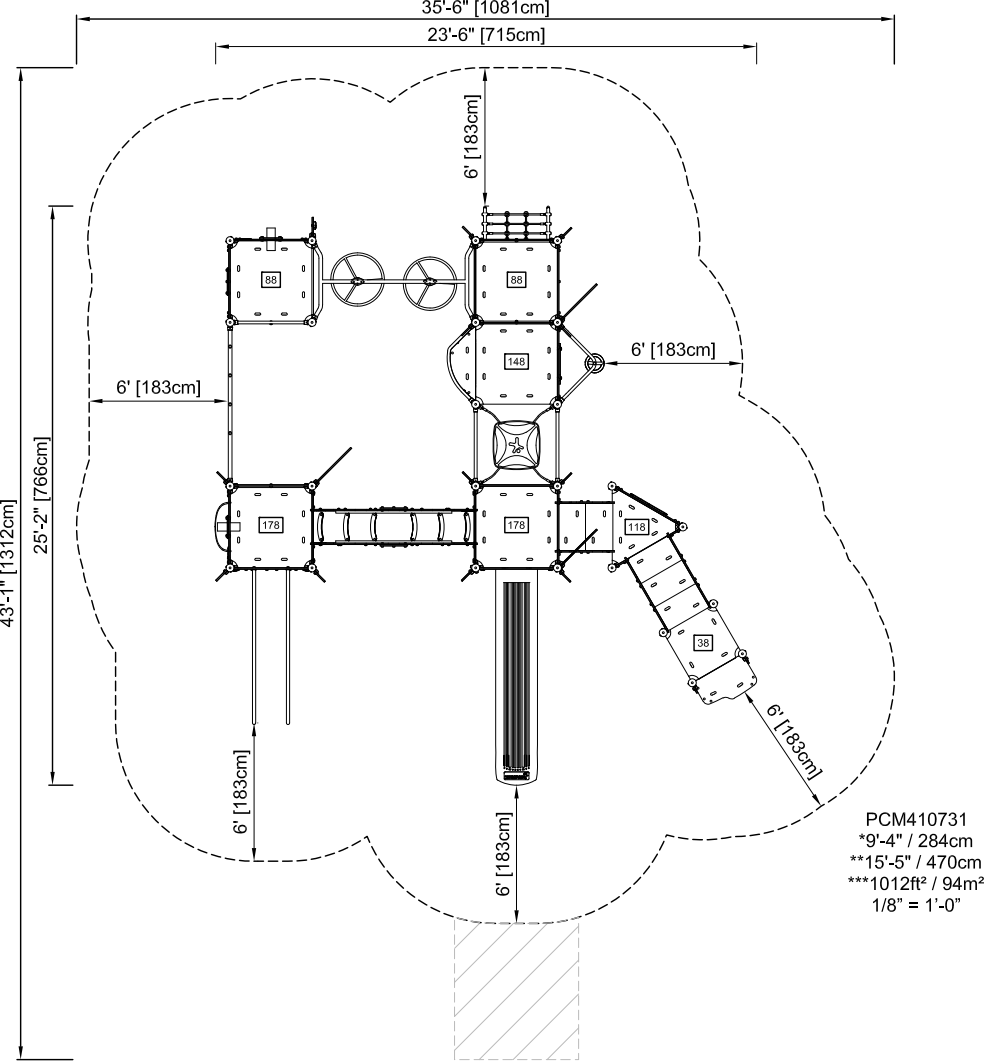 35'-6" [1081cm]
23'-6" [715cm]
6' [183cm]
88
88
148
6' [183cm]
6' [183cm]
25'-2" [766cm]
43'-1" [1312cm]
178
178
118
38
6' [183cm]
6' [183cm]
6' [183cm]
PCM410731
*9'-4" / 284cm
**15'-5" / 470cm
***1012ft² / 94m²
1/8” = 1’-0”